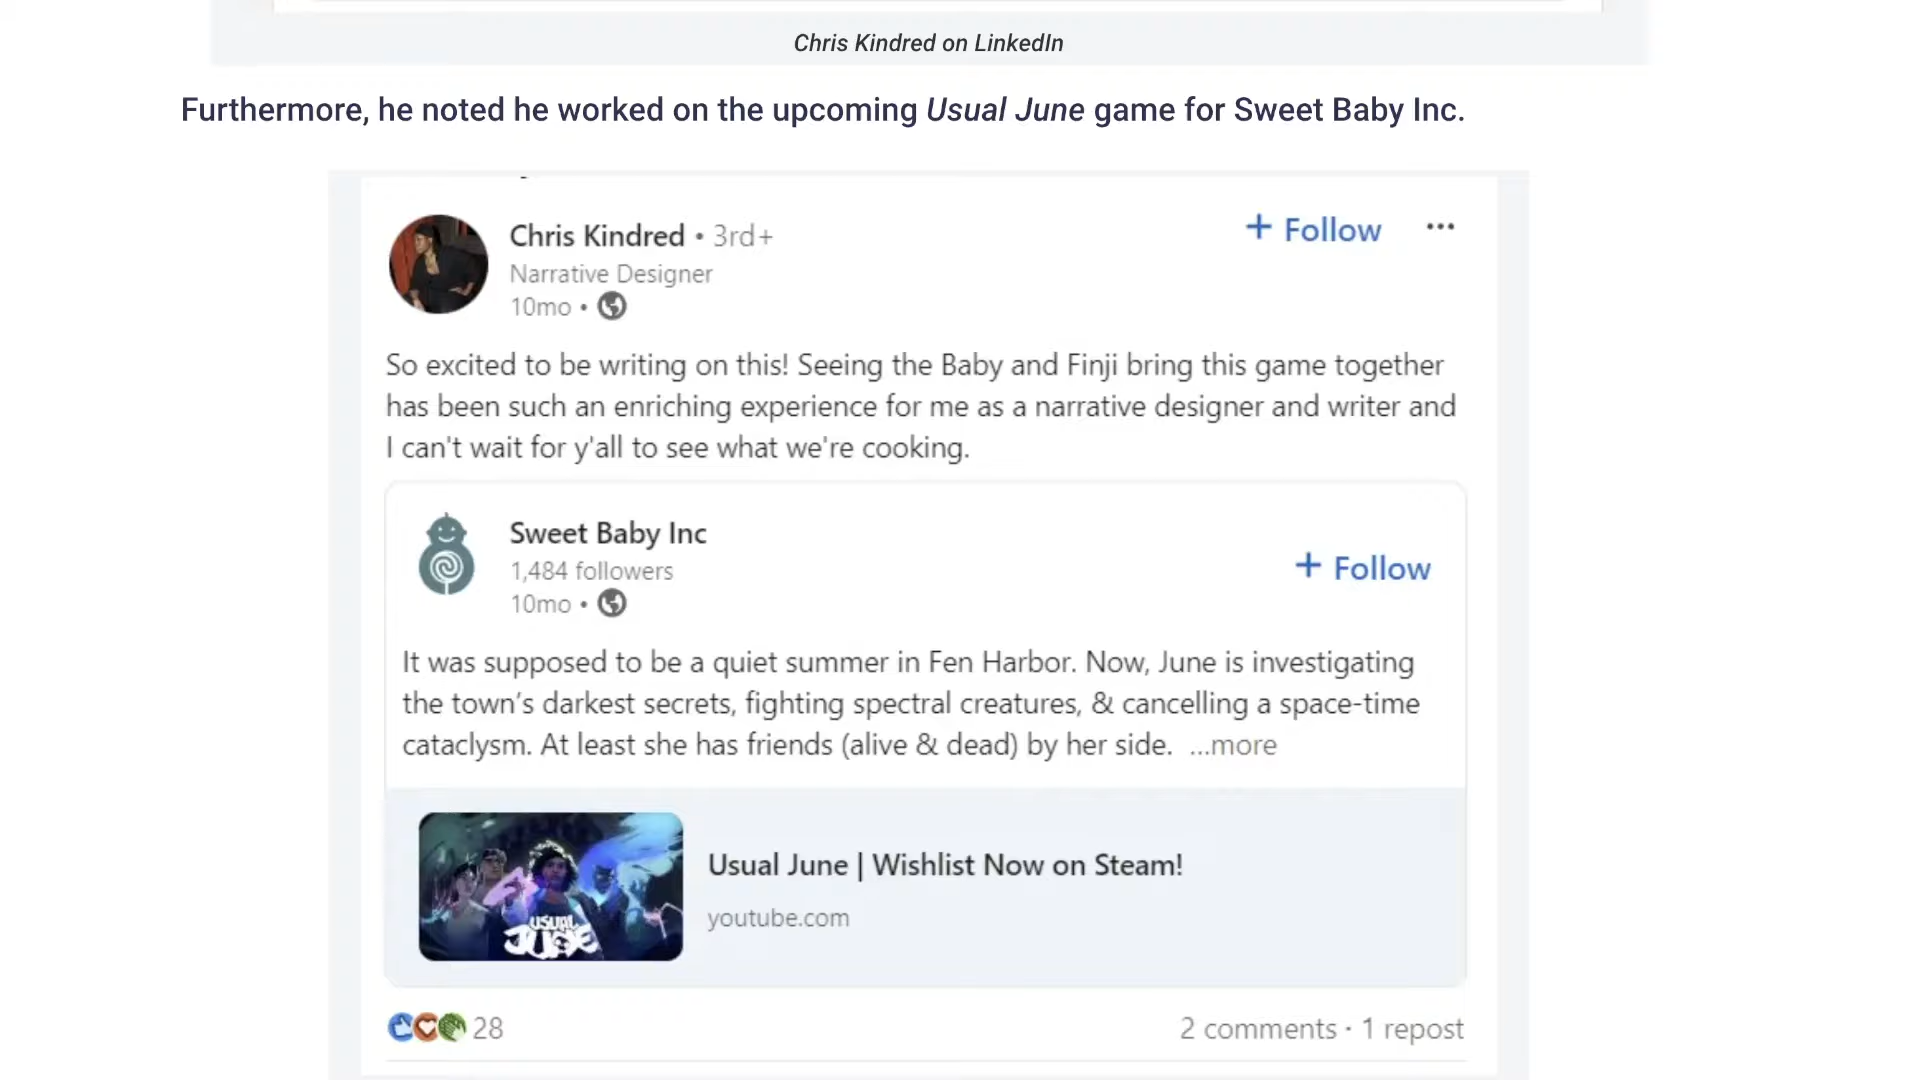 Chris Kindred on LinkedIn
Furthermore, he noted he worked on the upcoming Usual June game for Sweet Baby Inc.
Chris Kindred • 3rd+
+ Follow
Narrative Designer
10mo •
So excited to be writing on this! Seeing the Baby and Finji bring this game together
has been such an enriching experience for me as a narrative designer and writer and
I can't wait for y'all to see what we're cooking.
Sweet Baby Inc
1,484 followers
+ Follow
10mo •
It was supposed to be a quiet summer in Fen Harbor. Now, June is investigating
the town’s darkest secrets, fighting spectral creatures, & cancelling a space-time
cataclysm. At least she has friends (alive & dead) by her side. ...more
USUAL
JUNE
Usual June | Wishlist Now on Steam!
youtube.com
28
2 comments · 1 repost